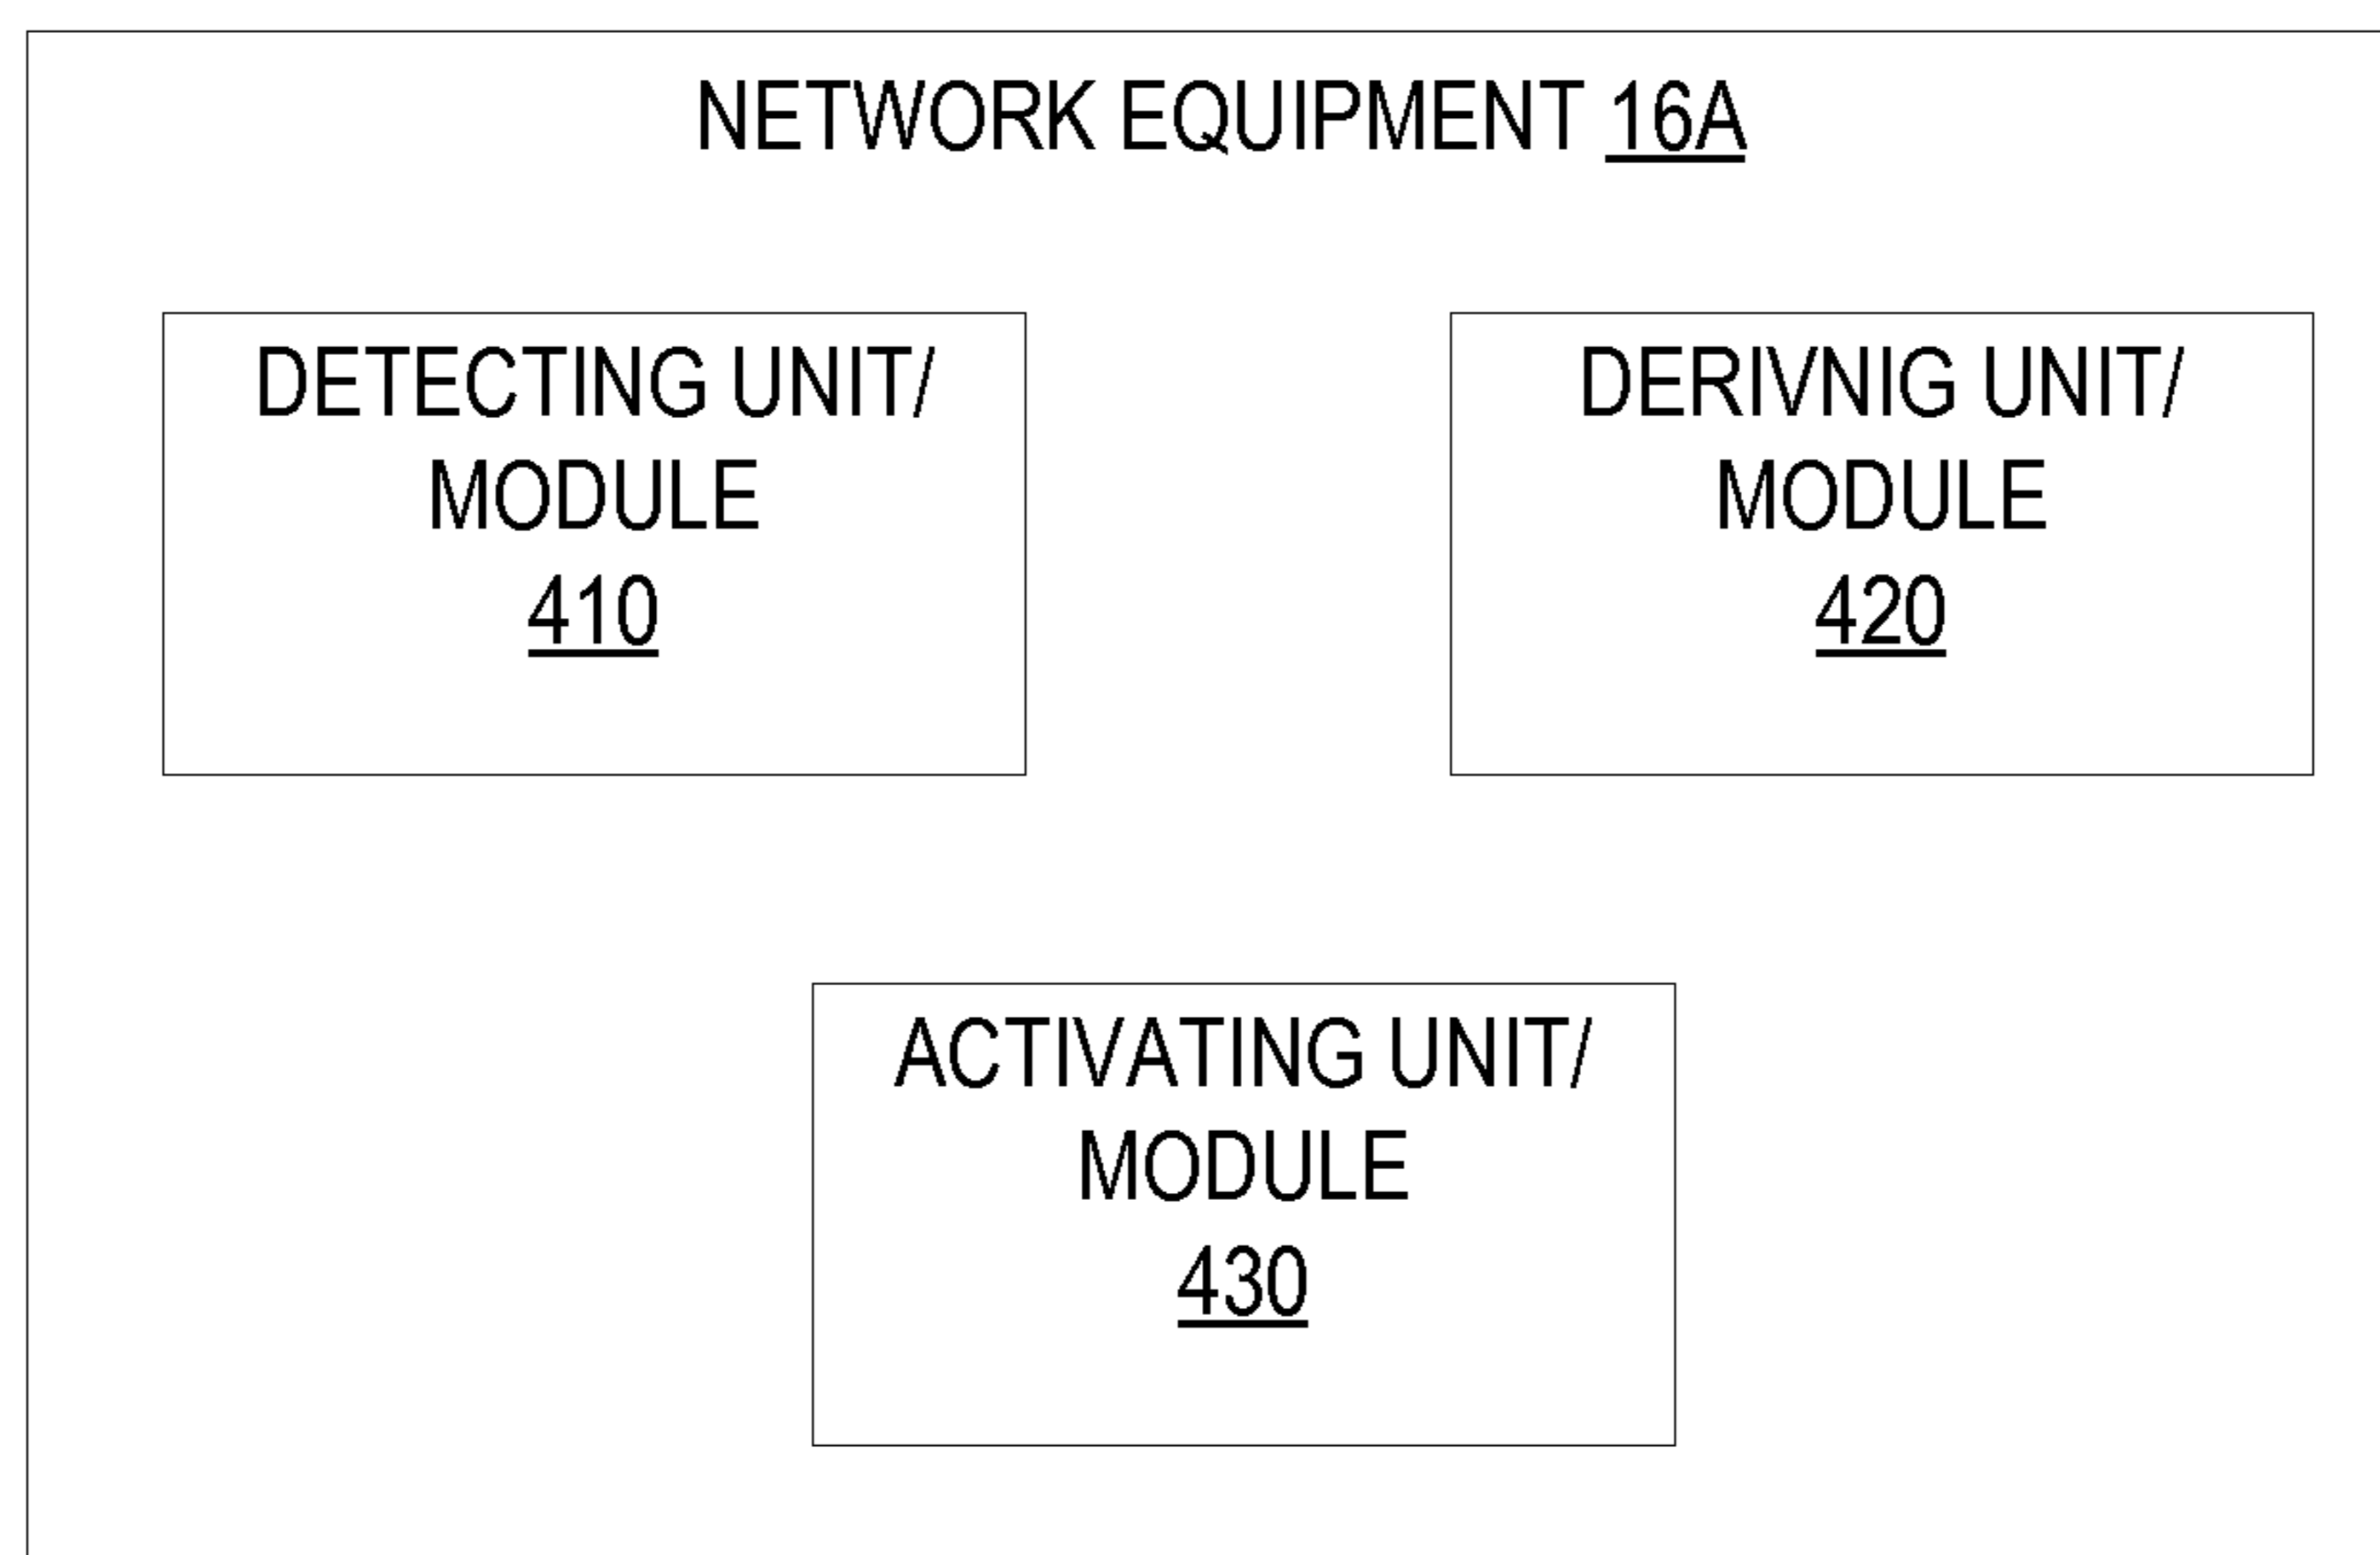 NETWORK EQUIPMENT 16A
DETECTING UNIT/
MODULE
410
DERIVNIG UNIT/
MODULE
420
ACTIVATING UNIT/
MODULE
430